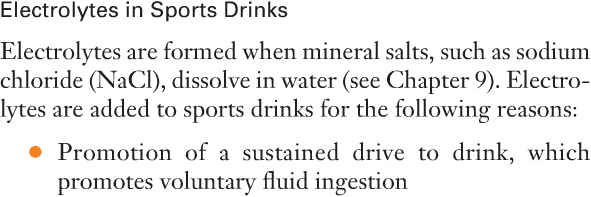 Electrolytes in Sports Drinks
Electrolytes are formed when mineral salts, such as sodium
chloride (NaCl), dissolve in water (see Chapter 9). Electro-
lytes are added to sports drinks for the following reasons:
● Promotion of a sustained drive to drink, which
promotes voluntary fluid ingestion